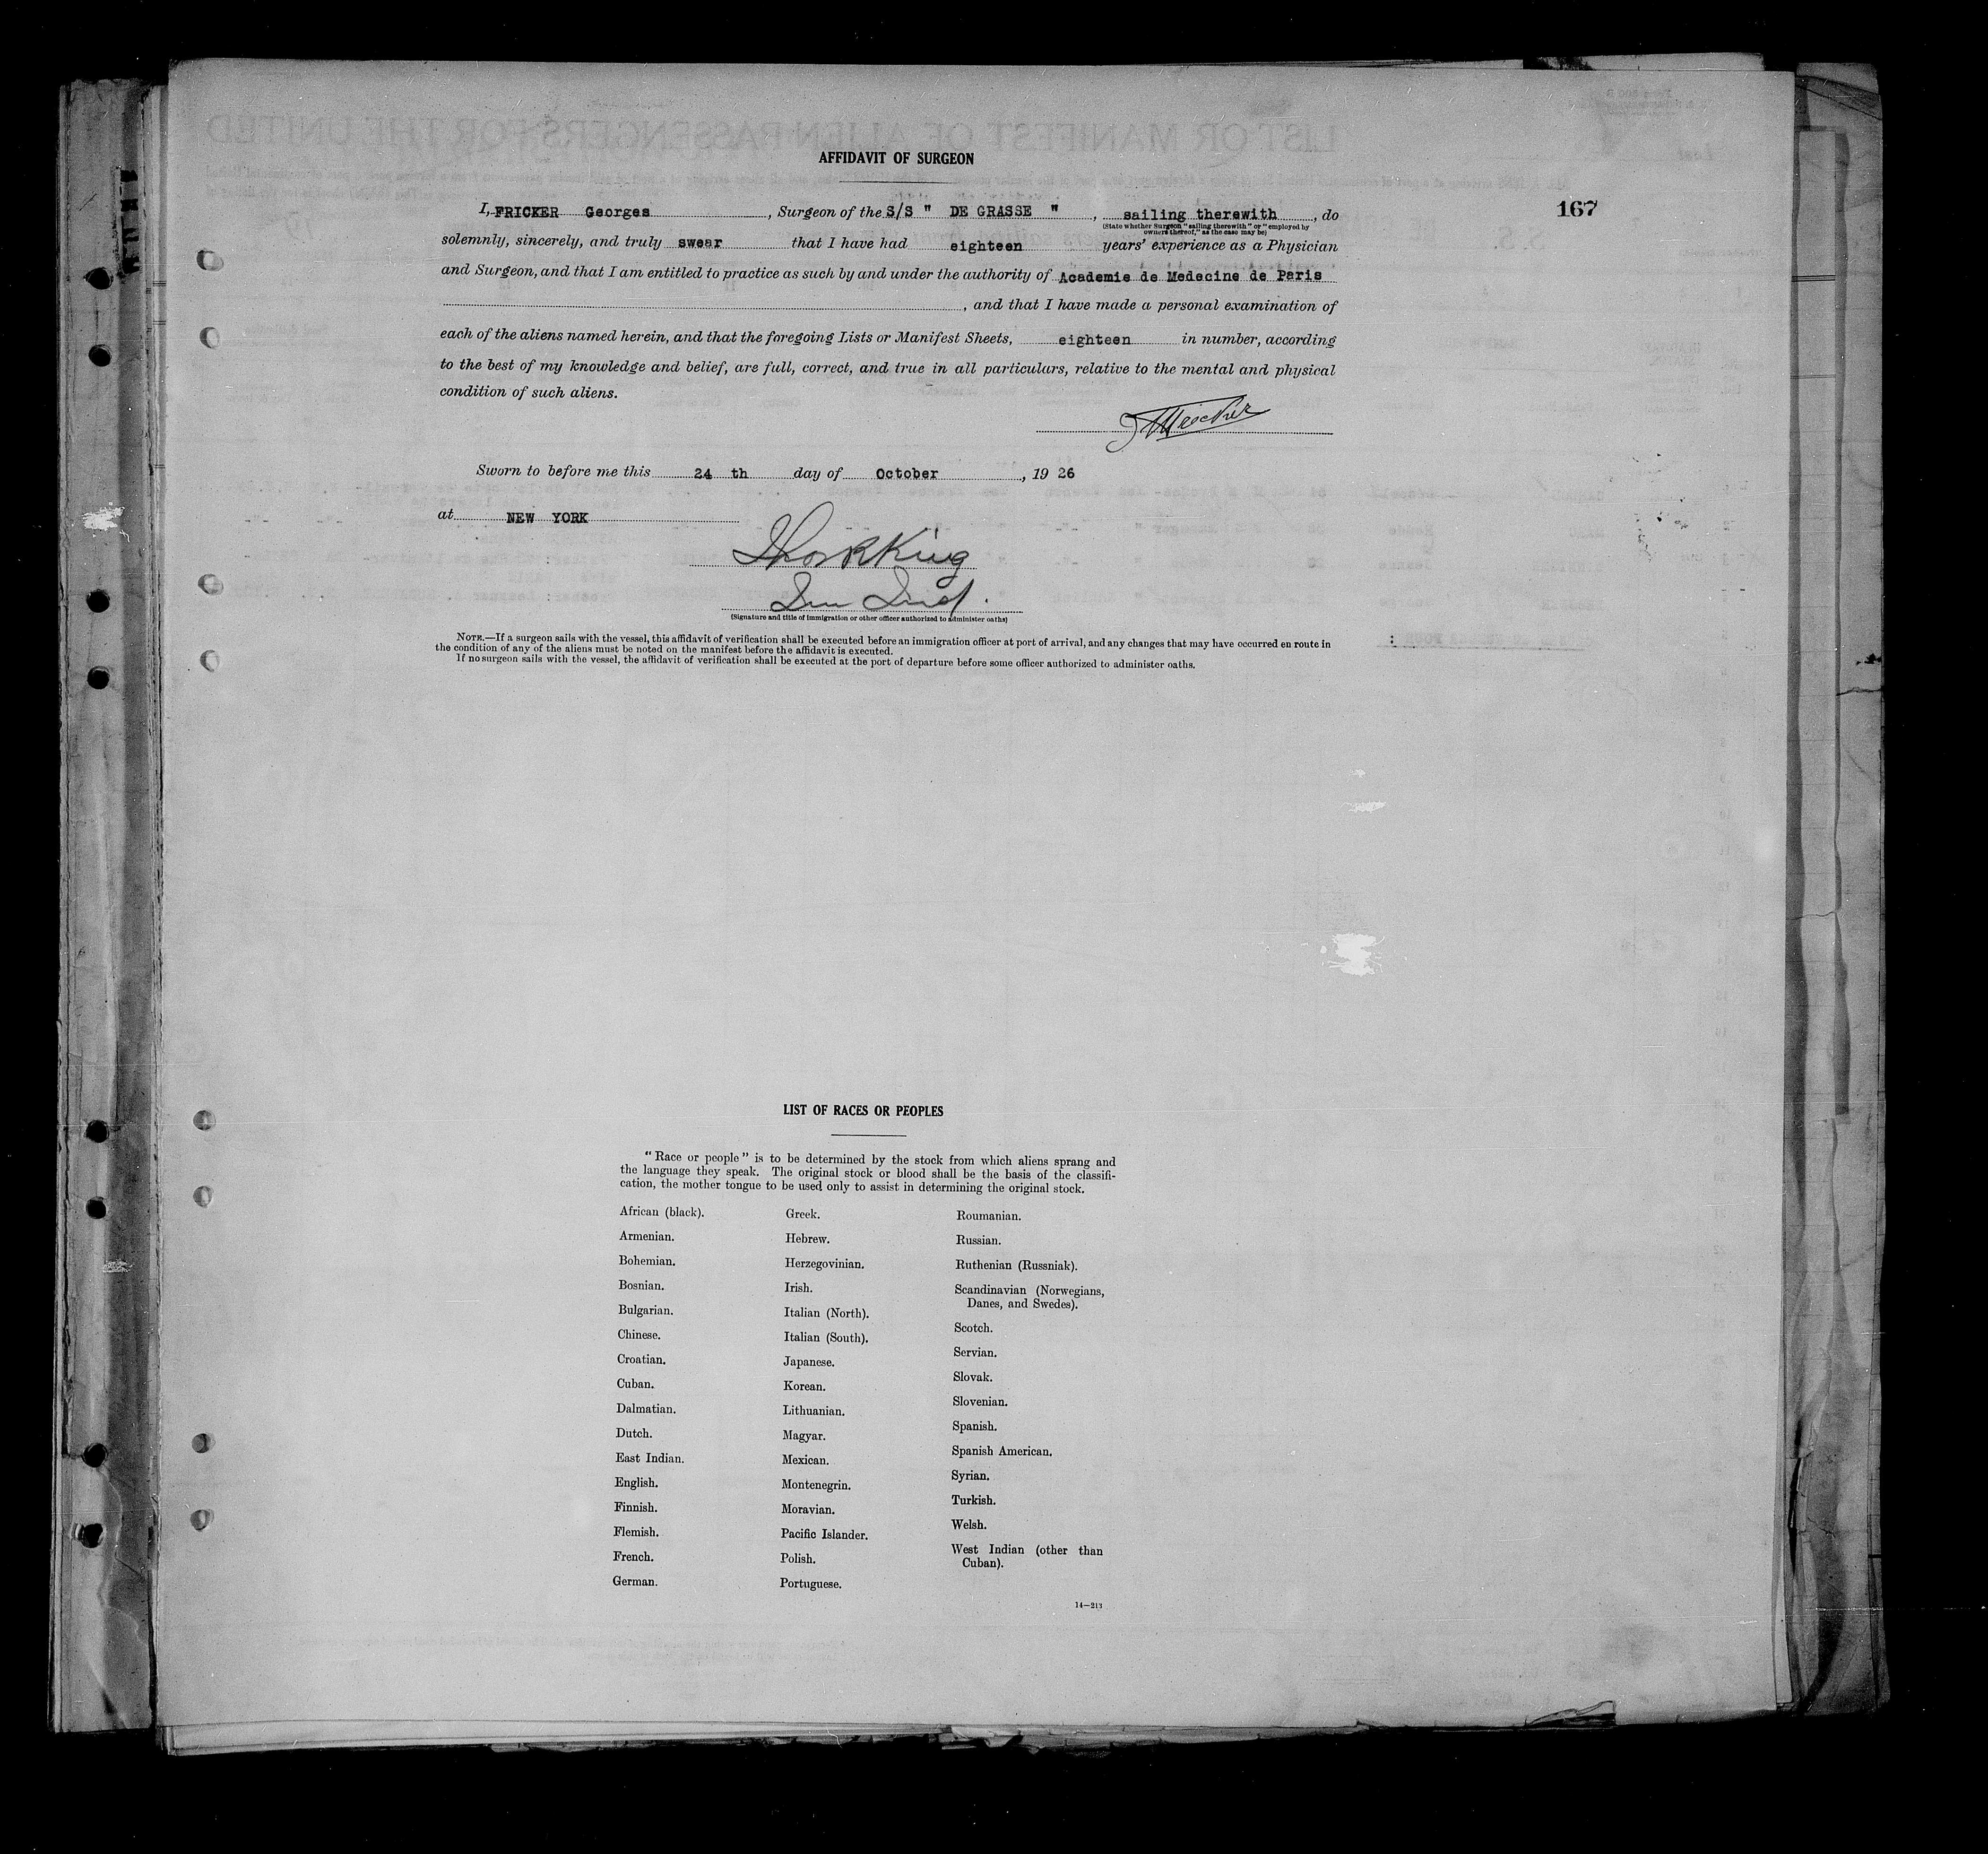 AFFIDAVIT OF SURGEON
167
I, FRICKER Georges, Surgeon of the S/S " DE GRASSE ", sailing therewith, do
(State whether Surgeon "sailing therewith" or "employed by
owners thereof," as the case may be)
solemnly, sincerely, and truly swear that I have had eighteen years' experience as a Physician
and Surgeon, and that I am entitled to practice as such by and under the authority of Academie de Medecine de Paris
, and that I have made a personal examination of
each of the aliens named herein, and that the foregoing Lists or Manifest Sheets, eighteen in number, according
to the best of my knowledge and belief, are full, correct, and true in all particulars, relative to the mental and physical
condition of such aliens.
Sworn to before me this 24 th day of October, 19 26
at NEW YORK
King
(Signature and title of immigration or other officer authorized to administer oaths)
NOTE.—If a surgeon sails with the vessel, this affidavit of verification shall be executed before an immigration officer at port of arrival, and any changes that may have occurred en route in
the condition of any of the aliens must be noted on the manifest before the affidavit is executed.
If no surgeon sails with the vessel, the affidavit of verification shall be executed at the port of departure before some officer authorized to administer oaths.
LIST OF RACES OR PEOPLES
"Race or people" is to be determined by the stock from which aliens sprang and
the language they speak. The original stock or blood shall be the basis of the classifi-
cation, the mother tongue to be used only to assist in determining the original stock.
African (black).
Armenian.
Bohemian.
Bosnian.
Bulgarian.
Chinese.
Croatian.
Cuban.
Dalmatian.
Dutch.
East Indian.
English.
Finnish.
Flemish.
French.
German.
Greek.
Hebrew.
Herzegovinian.
Irish.
Italian (North).
Italian (South).
Japanese.
Korean.
Lithuanian.
Magyar.
Mexican.
Montenegrin.
Moravian.
Pacific Islander.
Polish.
Portuguese.
Roumanian.
Russian.
Ruthenian (Russniak).
Scandinavian (Norwegians,
Danes, and Swedes).
Scotch.
Servian.
Slovak.
Slovenian.
Spanish.
Spanish American.
Syrian.
Turkish.
Welsh.
West Indian (other than
Cuban).
14—213